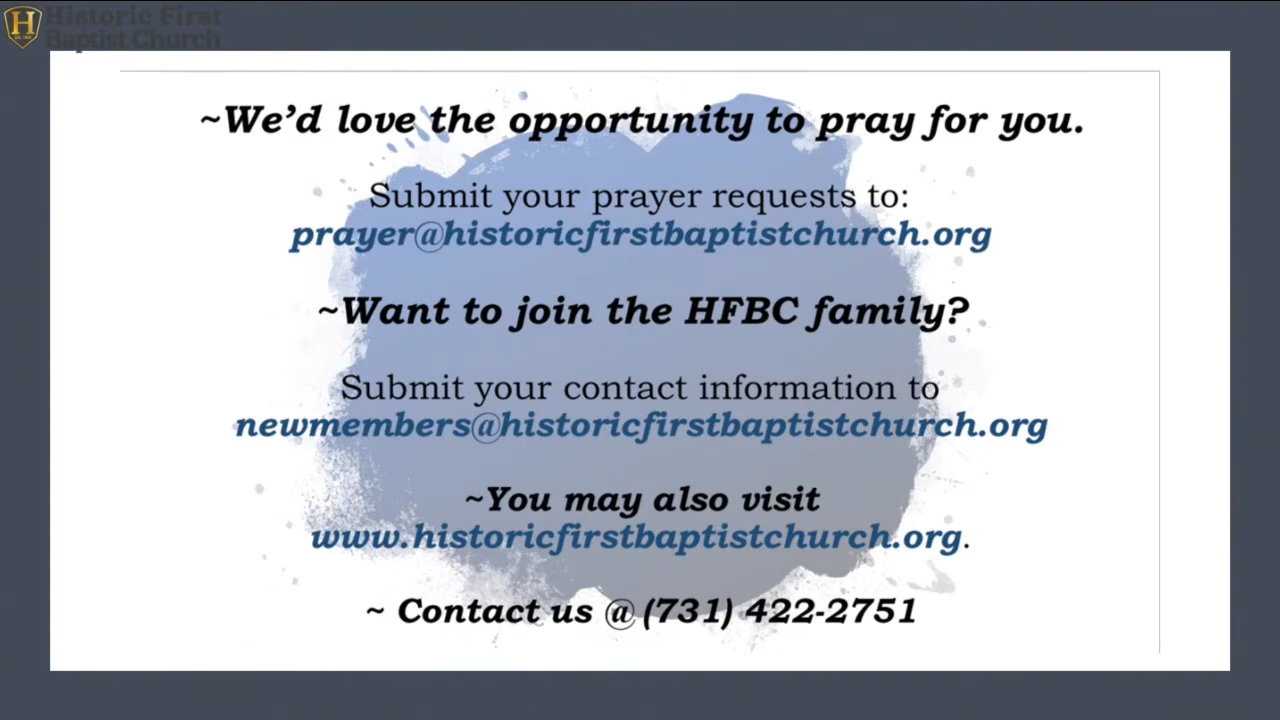 Historic First
Baptist Church
H
~We'd love the opportunity to pray for you.
Submit your prayer requests to:
prayer@historicfirstbaptistchurch.org
~Want to join the HFBC family?
Submit your contact information to
newmembers@historicfirstbaptistchurch.org
~You may also visit
www.historicfirstbaptistchurch.org.
~ Contact us @ (731) 422-2751